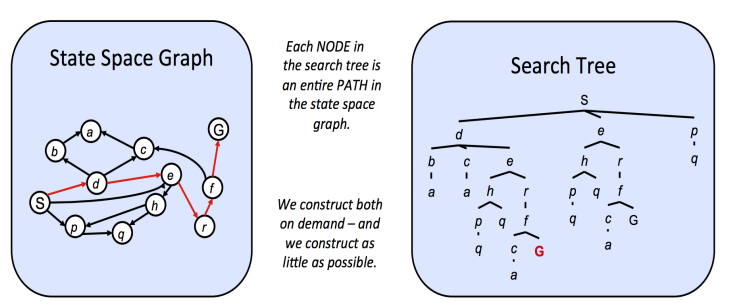 State Space Graph
G
a
b
c
e
d
f
S
h
p
q
r
Each NODE in
the search tree is
an entire PATH in
the state space
graph.
We construct both
on demand – and
we construct as
little as possible.
Search Tree
S
d e p
b c e h r q
a a h r p q f
p q f q c G
q c G a
a